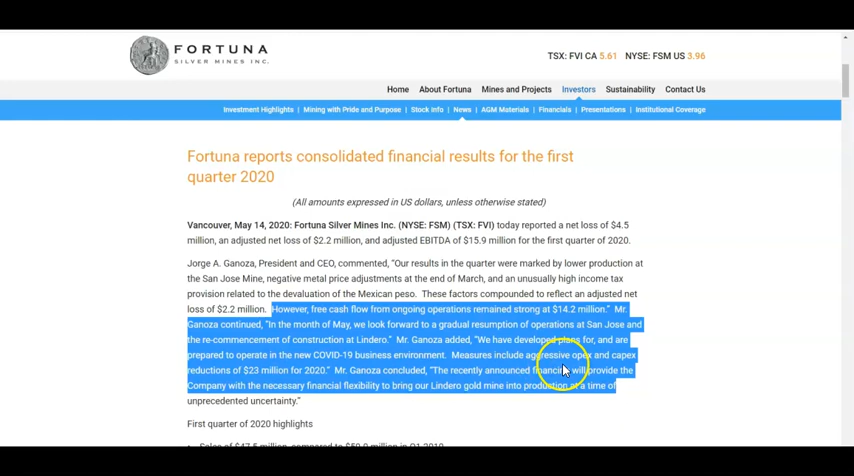 FORTUNA
SILVER MINES INC.
TSX: FVI CA 5.61 NYSE: FSM US 3.96
Home About Fortuna Mines and Projects Investors Sustainability Contact Us
Investment Highlights | Mining with Pride and Purpose | Stock Info | News | AGM Materials | Financials | Presentations | Institutional Coverage
Fortuna reports consolidated financial results for the first
quarter 2020
(All amounts expressed in US dollars, unless otherwise stated)
Vancouver, May 14, 2020: Fortuna Silver Mines Inc. (NYSE: FSM) (TSX: FVI) today reported a net loss of $4.5
million, an adjusted net loss of $2.2 million, and adjusted EBITDA of $15.9 million for the first quarter of 2020.
Jorge A. Ganoza, President and CEO, commented, “Our results in the quarter were marked by lower production at
the San Jose Mine, negative metal price adjustments at the end of March, and an unusually high income tax
provision related to the devaluation of the Mexican peso. These factors compounded to reflect an adjusted net
loss of $2.2 million. However, free cash flow from ongoing operations remained strong at $14.2 million.” Mr.
Ganoza continued, “In the month of May, we look forward to a gradual resumption of operations at San Jose and
the re-commencement of construction at Lindero.” Mr. Ganoza added, “We have developed plans for, and are
prepared to operate in the new COVID-19 business environment. Measures include aggressive opex and capex
reductions of $23 million for 2020.” Mr. Ganoza concluded, “The recently announced financing will provide the
Company with the necessary financial flexibility to bring our Lindero gold mine into production at a time of
unprecedented uncertainty.”
First quarter of 2020 highlights
Sales of $47.5 million, compared to $59.0 million in Q1 2019